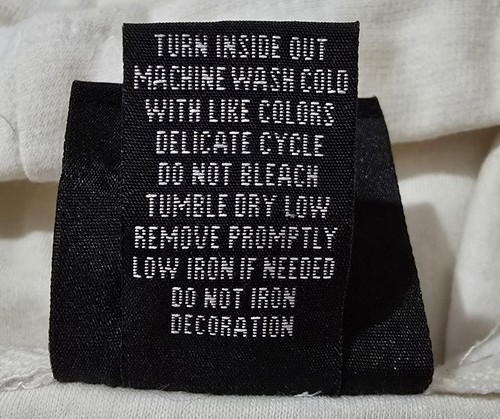 TURN INSIDE OUT
MACHINE WASH COLD
WITH LIKE COLORS
DELICATE CYCLE
DO NOT BLEACH
TUMBLE DRY LOW
REMOVE PROMPTLY
LOW IRON IF NEEDED
DO NOT IRON
DECORATION